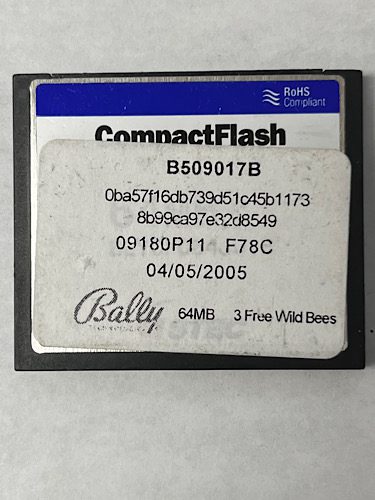 RoHS
Compliant
CompactFlash
B509017B
0ba57f16db739d51c45b1173
8b99ca97e32d8549
09180P11 F78C
04/05/2005
Bally 64MB 3 Free Wild Bees